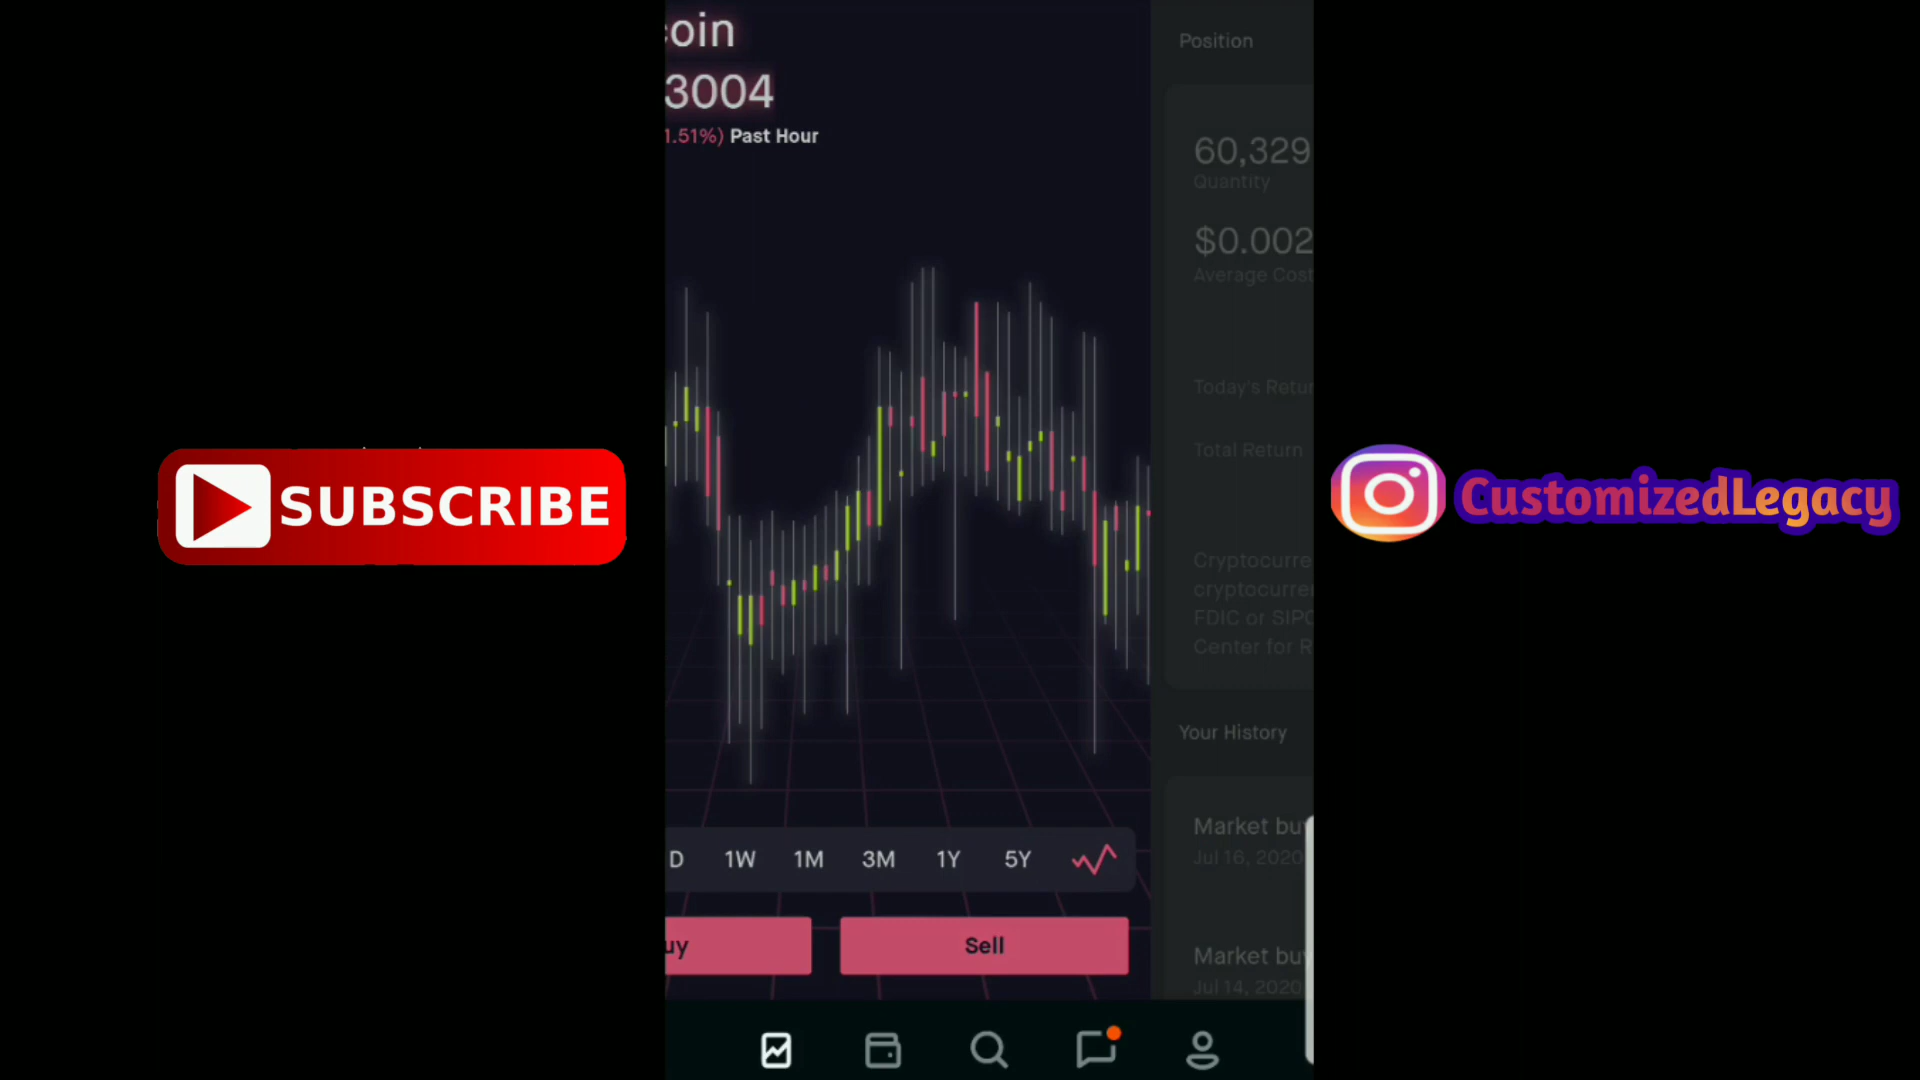 coin
3004
1.51%) Past Hour
Position
60,329
Quantity
$0.002
Average Cost
Today's Retur
Total Return
Cryptocurre
cryptocurre
FDIC or SIPC
Center for R
Your History
Market bu
Jul 16, 2020
Market bu
Jul 14, 2020
D 1W 1M 3M 1Y 5Y
uy Sell
SUBSCRIBE
CustomizedLegacy